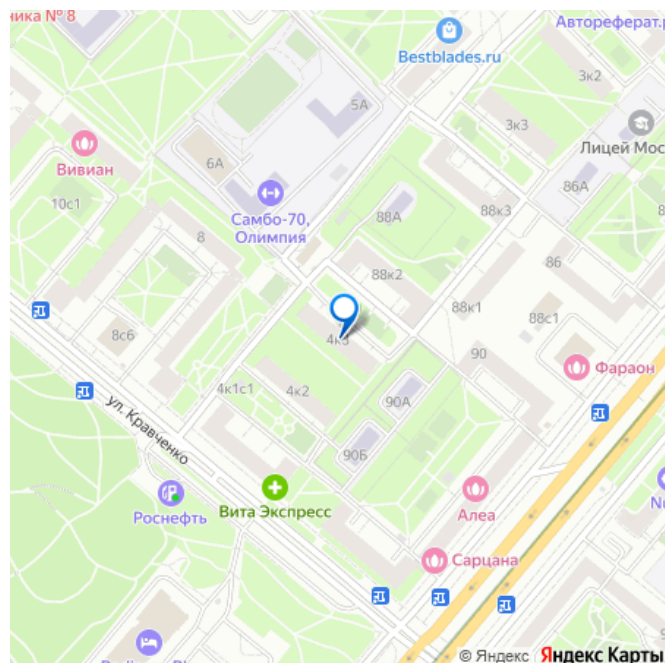 ника № 8
Автореферат.р
Bestblades.ru
3к2
5А
3к3
Лицей Мос
Вивиан
6А
86А
Самбо-70,
Олимпия
10с1
88А
88к3
8
88к2
86
88к1
88с1
8с6
4к3
90
Фараон
4к1с1
4к2
90А
ул. Кравченко
90Б
Роснефть
Вита Экспресс
Алеа
Сарцана
© Яндекс Яндекс Карты